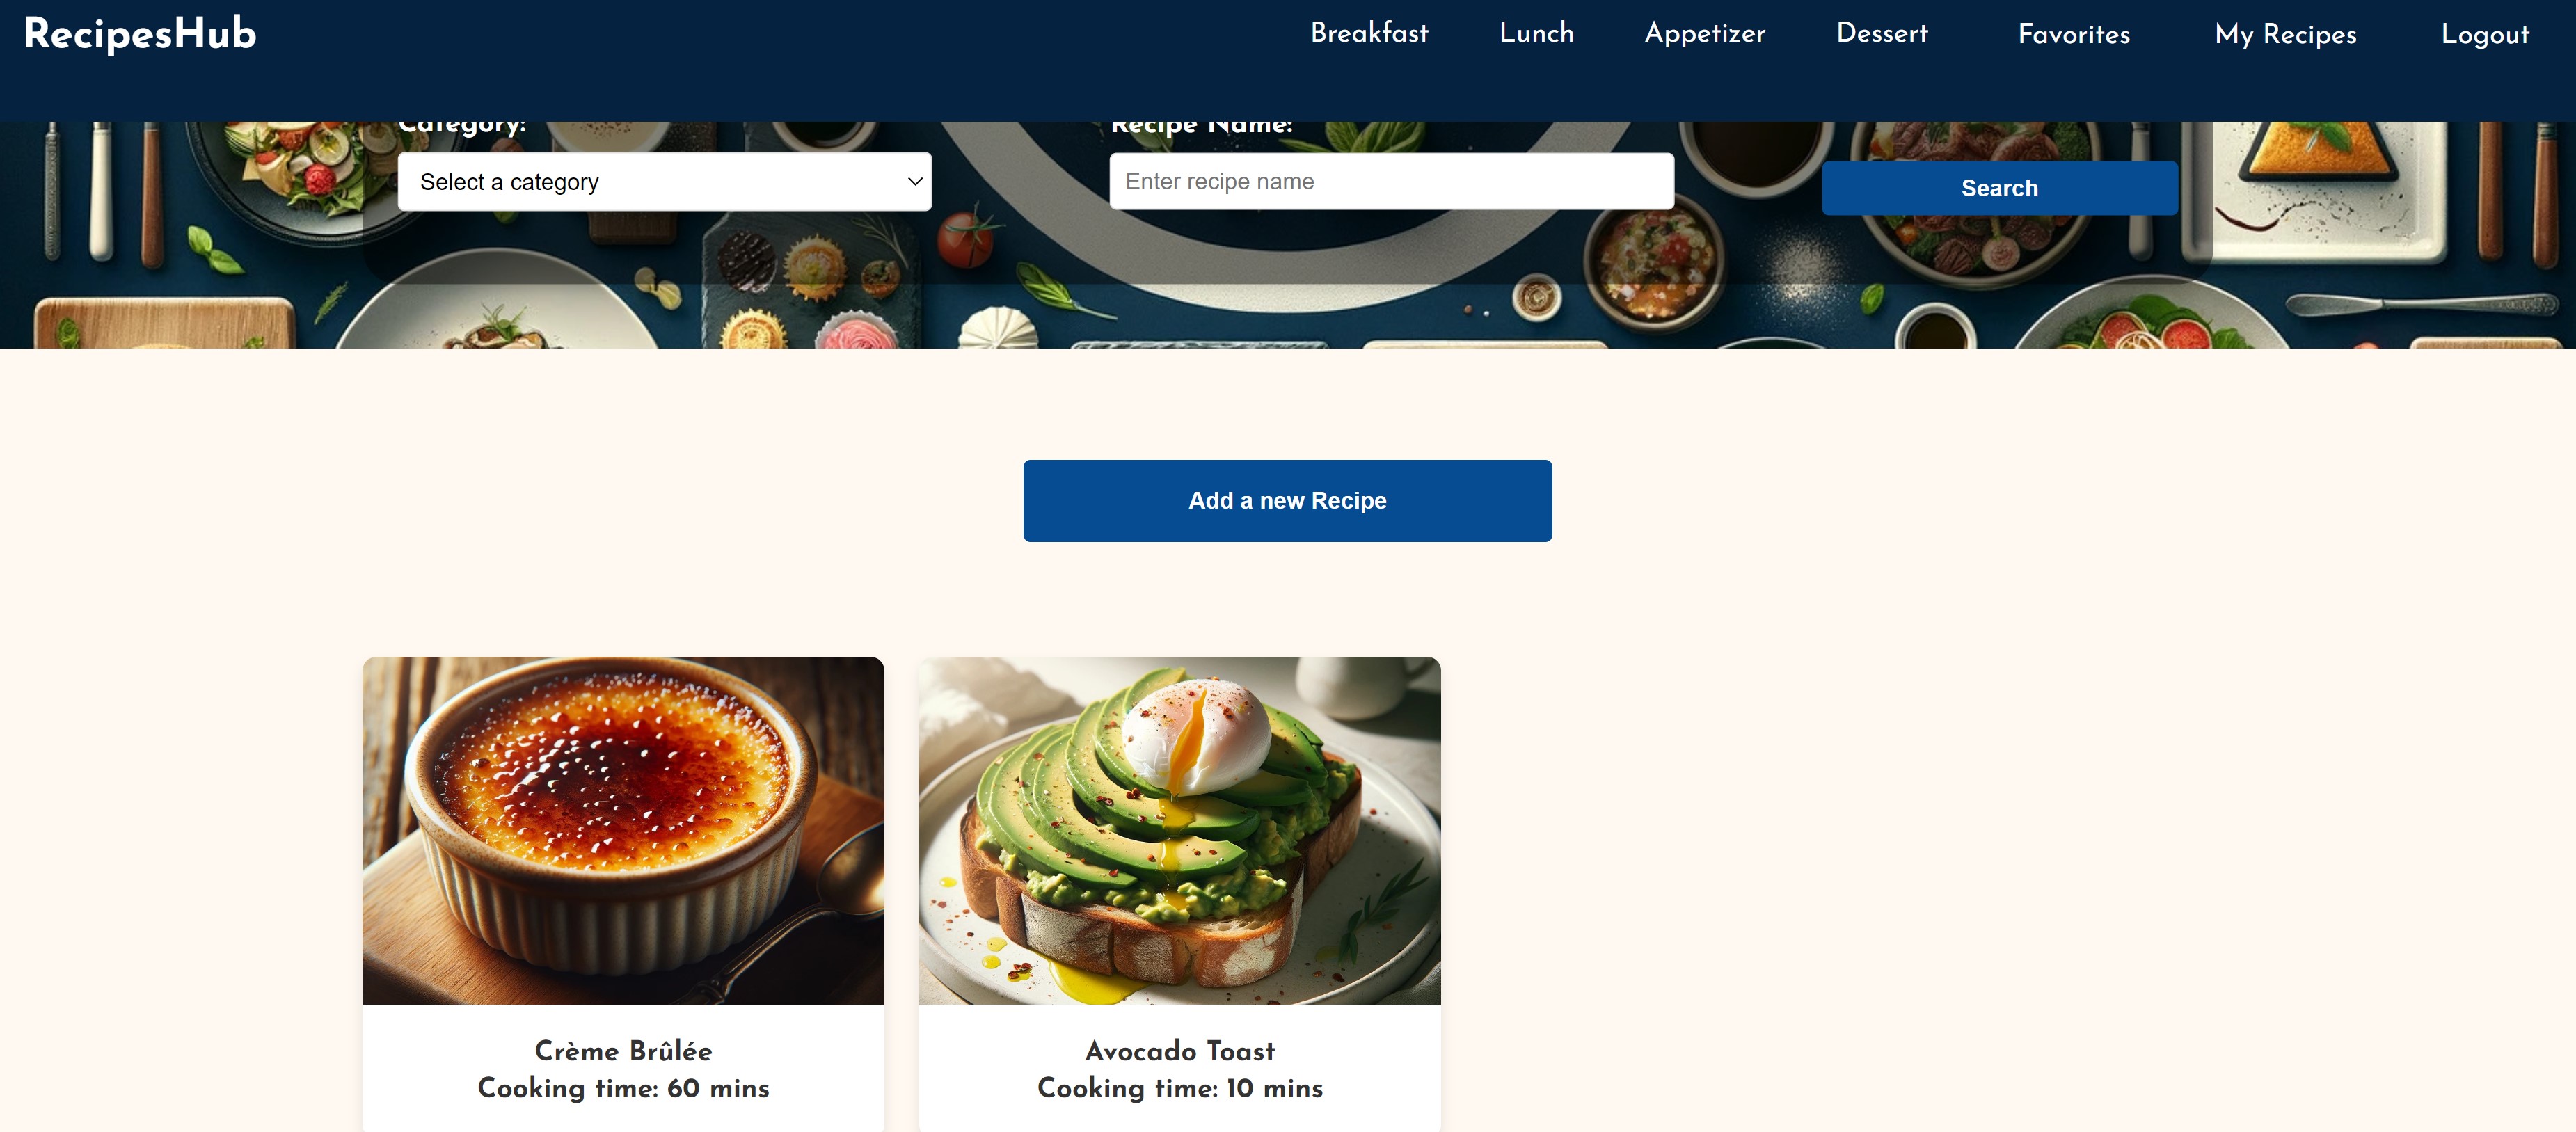 RecipesHub
Breakfast Lunch Appetizer Dessert Favorites My Recipes Logout
Category: Recipe Name:
Select a category
Enter recipe name
Search
Add a new Recipe
Crème Brûlée
Cooking time: 60 mins
Avocado Toast
Cooking time: 10 mins